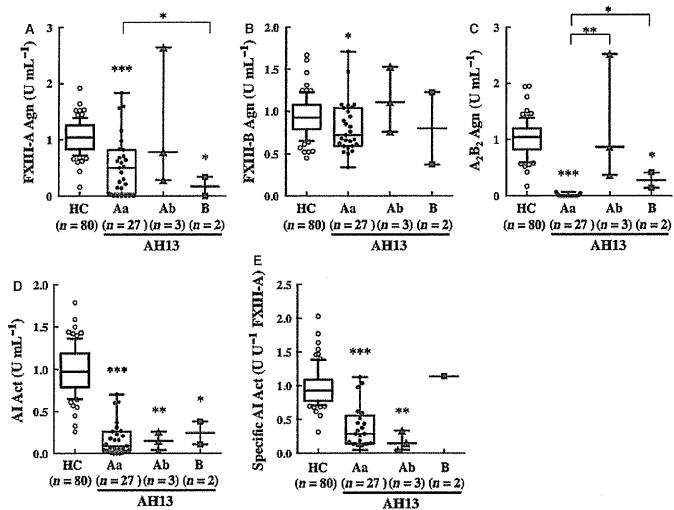 A
FXIII-A Agn (U mL⁻¹)
3
2
1
0
***
*
*
HC Aa Ab B
(n = 80) (n = 27) (n = 3) (n = 2)
AH13
B
FXIII-B Agn (U mL⁻¹)
2.0
1.5
1.0
0.5
0.0
*
HC Aa Ab B
(n = 80) (n = 27) (n = 3) (n = 2)
AH13
C
A₂B₂ Agn (U mL⁻¹)
3
2
1
0
*
**
***
*
HC Aa Ab B
(n = 80) (n = 27) (n = 3) (n = 2)
AH13
D
AI Act (U mL⁻¹)
2.0
1.5
1.0
0.5
0.0
***
**
*
HC Aa Ab B
(n = 80) (n = 27) (n = 3) (n = 2)
AH13
E
Specific AI Act (U U⁻¹ FXIII-A)
2.5
2.0
1.5
1.0
0.5
0.0
***
**
HC Aa Ab B
(n = 80) (n = 27) (n = 3) (n = 2)
AH13